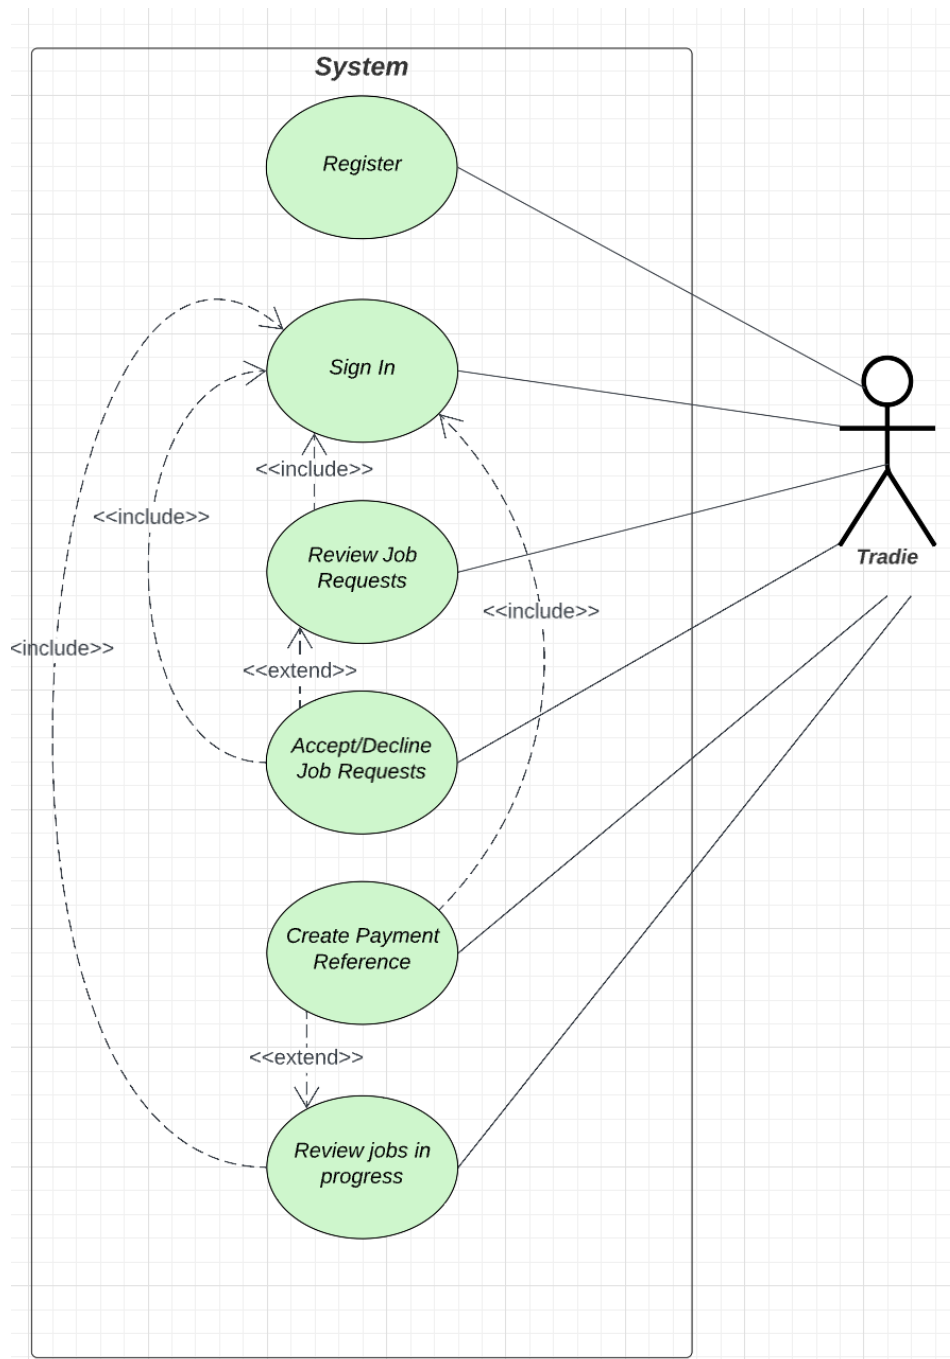 System
Register
Sign In
<<include>>
Review Job
Requests
<<include>>
Tradie
<<include>>
<include>>
<<extend>>
Accept/Decline
Job Requests
Create Payment
Reference
<<extend>>
Review jobs in
progress